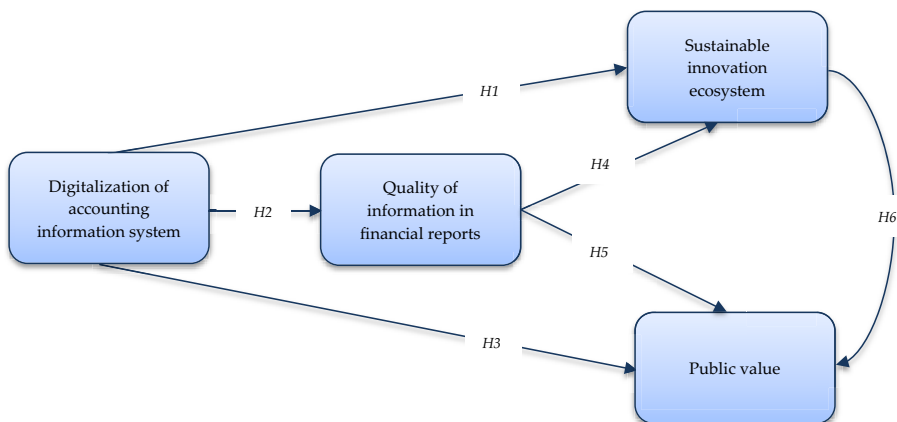 Sustainable
innovation
ecosystem
H1
H4
Digitalization of
accounting
information system
H2
Quality of
information in
financial reports
H6
H5
H3
Public value